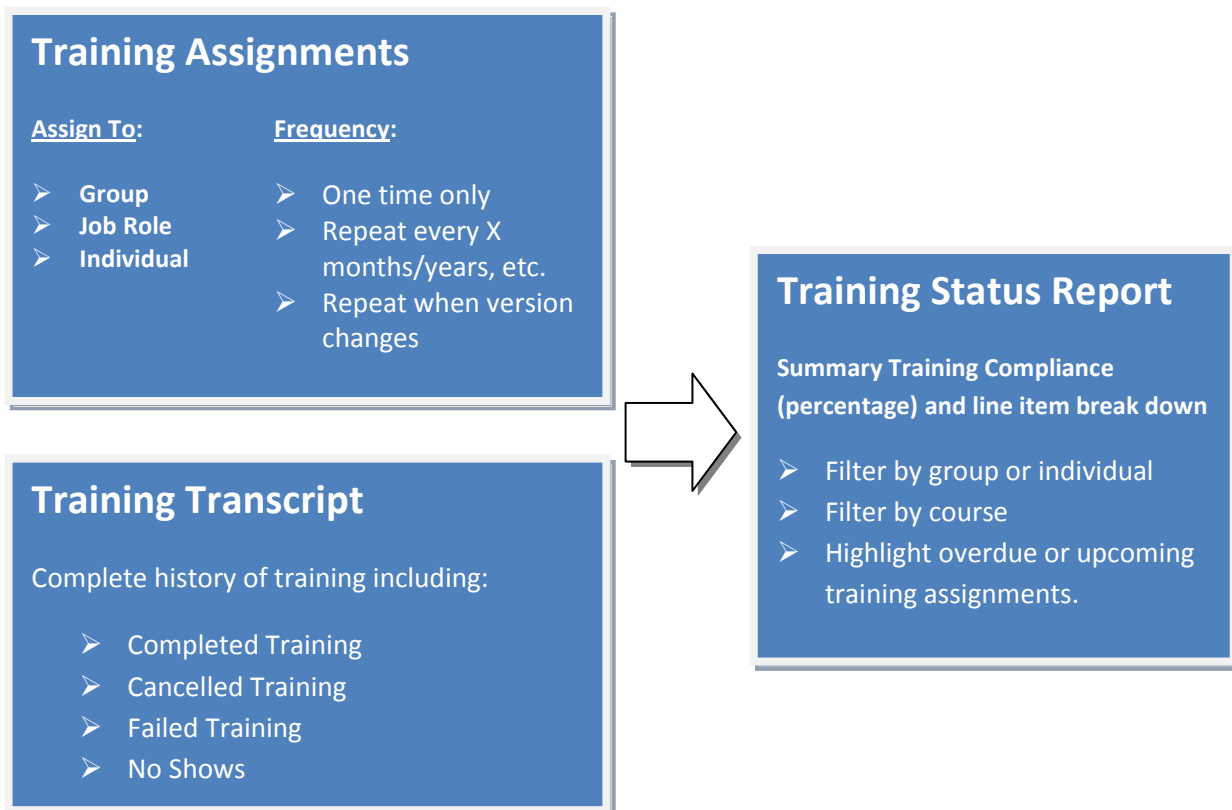 Training Assignments
Assign To:
Group
Job Role
Individual
Frequency:
One time only
Repeat every X
months/years, etc.
Repeat when version
changes
Training Transcript
Complete history of training including:
Completed Training
Cancelled Training
Failed Training
No Shows
Training Status Report
Summary Training Compliance
(percentage) and line item break down
Filter by group or individual
Filter by course
Highlight overdue or upcoming
training assignments.